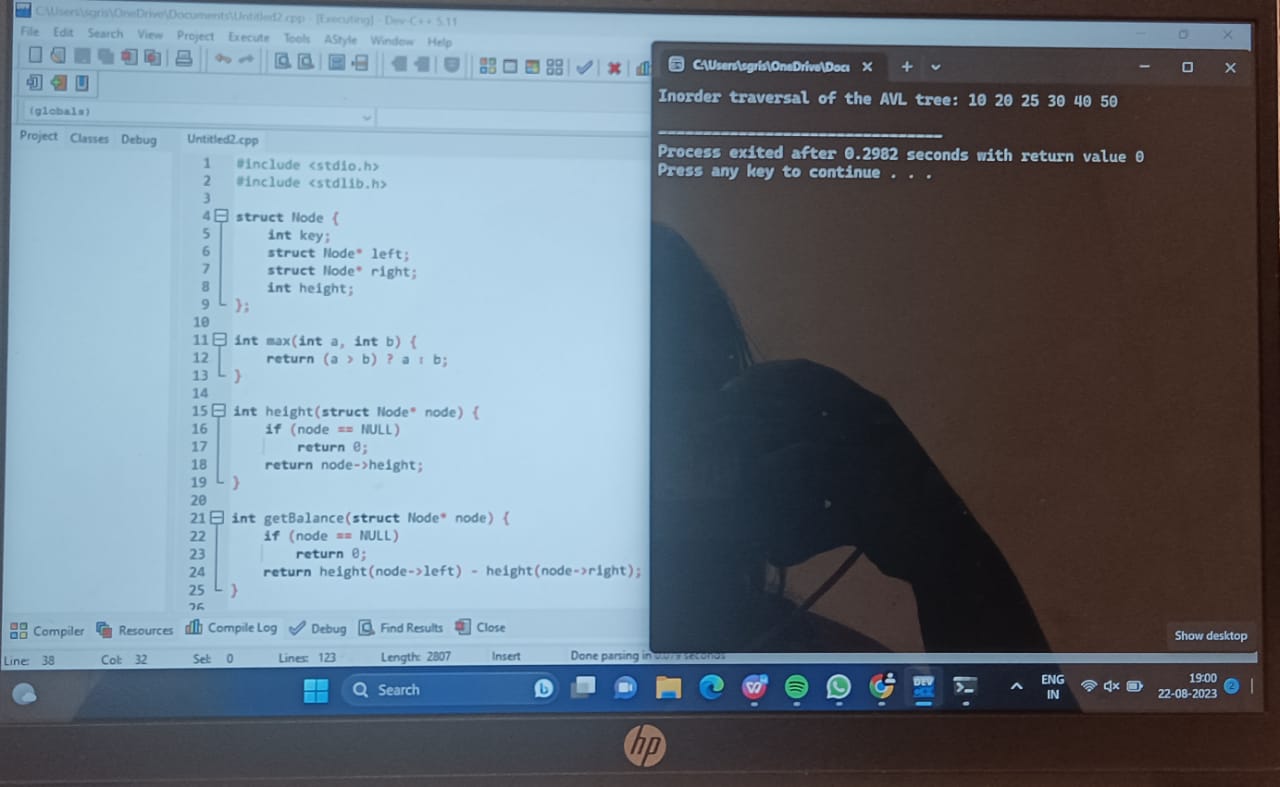 C:\Users\sgris\OneDrive\Documents\Untitled2.cpp - [Executing] - Dev-C++ 5.11
File Edit Search View Project Execute Tools AStyle Window Help
(globals)
Project Classes Debug
Untitled2.cpp
1 #include <stdio.h>
2 #include <stdlib.h>
3
4 struct Node {
5 int key;
6 struct Node* left;
7 struct Node* right;
8 int height;
9 };
10
11 int max(int a, int b) {
12 return (a > b) ? a : b;
13 }
14
15 int height(struct Node* node) {
16 if (node == NULL)
17 return 0;
18 return node->height;
19 }
20
21 int getBalance(struct Node* node) {
22 if (node == NULL)
23 return 0;
24 return height(node->left) - height(node->right);
25 }
26
Compiler Resources Compile Log Debug Find Results Close
Line: 38 Col: 32 Sel: 0 Lines: 123 Length: 2807 Insert Done parsing in 0.079 seconds
C:\Users\sgris\OneDrive\Docu
Inorder traversal of the AVL tree: 10 20 25 30 40 50
--------------------------------
Process exited after 0.2982 seconds with return value 0
Press any key to continue . . .
Show desktop
Search
DEV
ENG
IN
19:00
22-08-2023
2
hp